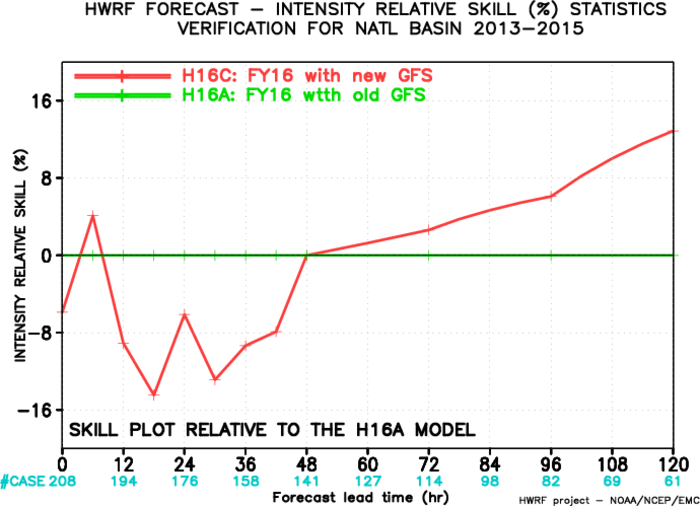 HWRF FORECAST – INTENSITY RELATIVE SKILL (%) STATISTICS
VERIFICATION FOR NATL BASIN 2013–2015
H16C: FY16 with new GFS
H16A: FY16 wtth old GFS
INTENSITY RELATIVE SKILL (%)
16
8
0
–8
–16
SKILL PLOT RELATIVE TO THE H16A MODEL
0 12 24 36 48 60 72 84 96 108 120
#CASE 208 194 176 158 141 127 114 98 82 69 61
Forecast lead time (hr)
HWRF project – NOAA/NCEP/EMC